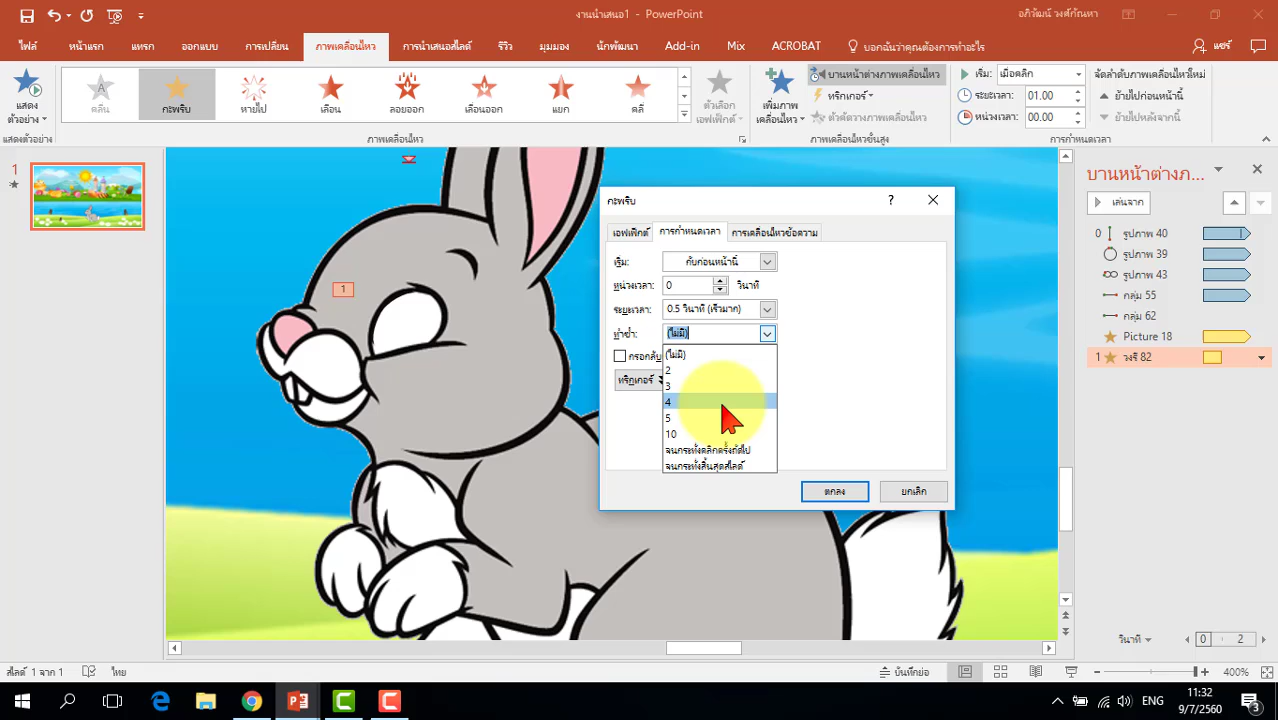 งานนำเสนอ1 - PowerPoint
อภิวัฒน์ วงศ์กัณหา
ไฟล์
หน้าแรก
แทรก
ออกแบบ
การเปลี่ยน
ภาพเคลื่อนไหว
การนำเสนอสไลด์
รีวิว
มุมมอง
นักพัฒนา
Add-in
Mix
ACROBAT
บอกฉันว่าคุณต้องการทำอะไร
แชร์
แสดง
ตัวอย่าง
กะพริบ
หายไป
เลือน
ลอยออก
เลื่อนออก
แยก
ตัวเลือก
เอฟเฟ็กต์
เพิ่มภาพ
เคลื่อนไหว
บานหน้าต่างภาพเคลื่อนไหว
ทริกเกอร์
ตัวคัดวางภาพเคลื่อนไหว
เริ่ม: เมื่อคลิก
ระยะเวลา: 01.00
หน่วงเวลา: 00.00
จัดลำดับภาพเคลื่อนไหวใหม่
ย้ายไปก่อนหน้านี้
ย้ายไปหลังจากนี้
แสดงตัวอย่าง
ภาพเคลื่อนไหว
ภาพเคลื่อนไหวขั้นสูง
การกำหนดเวลา
1
1
กะพริบ
เอฟเฟ็กต์
การกำหนดเวลา
การเคลื่อนไหวข้อความ
เริ่ม: กับก่อนหน้านี้
หน่วงเวลา: 0 วินาที
ระยะเวลา: 0.5 วินาที (เร็วมาก)
ทำซ้ำ: (ไม่มี)
กรอกลับ
ทริกเกอร์
(ไม่มี)
2
3
4
5
10
จนกระทั่งคลิกครั้งถัดไป
จนกระทั่งสิ้นสุดสไลด์
ตกลง
ยกเลิก
บานหน้าต่างภ...
เล่นจาก
0 รูปภาพ 40
รูปภาพ 39
รูปภาพ 43
กลุ่ม 55
กลุ่ม 62
Picture 18
1 วงรี 82
วินาที
0 2
สไลด์ 1 จาก 1
ไทย
บันทึกย่อ
400%
ENG
11:32
9/7/2560
3